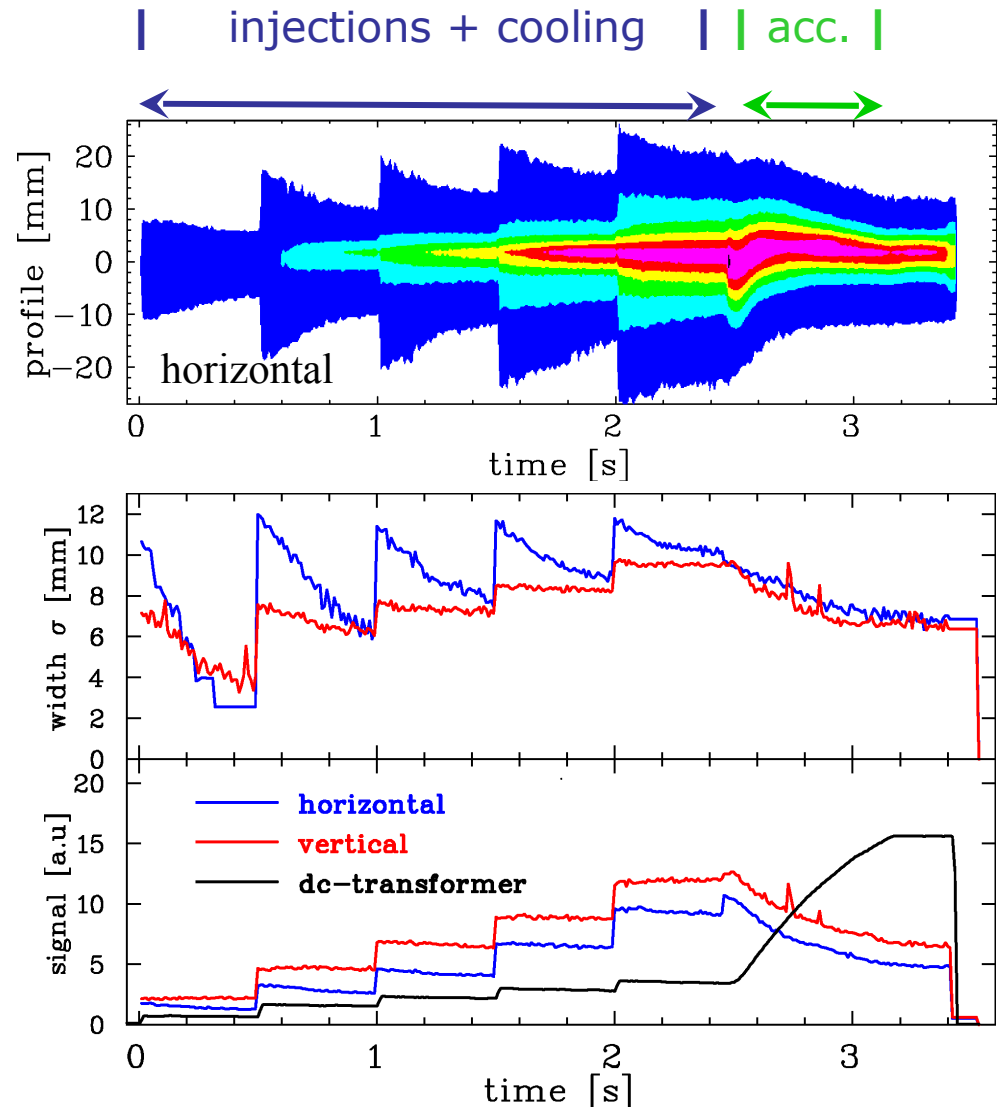 | injections + cooling | | acc. |
profile [mm]
20
10
0
−10
−20
horizontal
0 1 2 3
time [s]
width σ [mm]
12
10
8
6
4
2
0
signal [a.u]
20
15
10
5
0
horizontal
vertical
dc-transformer
0 1 2 3
time [s]